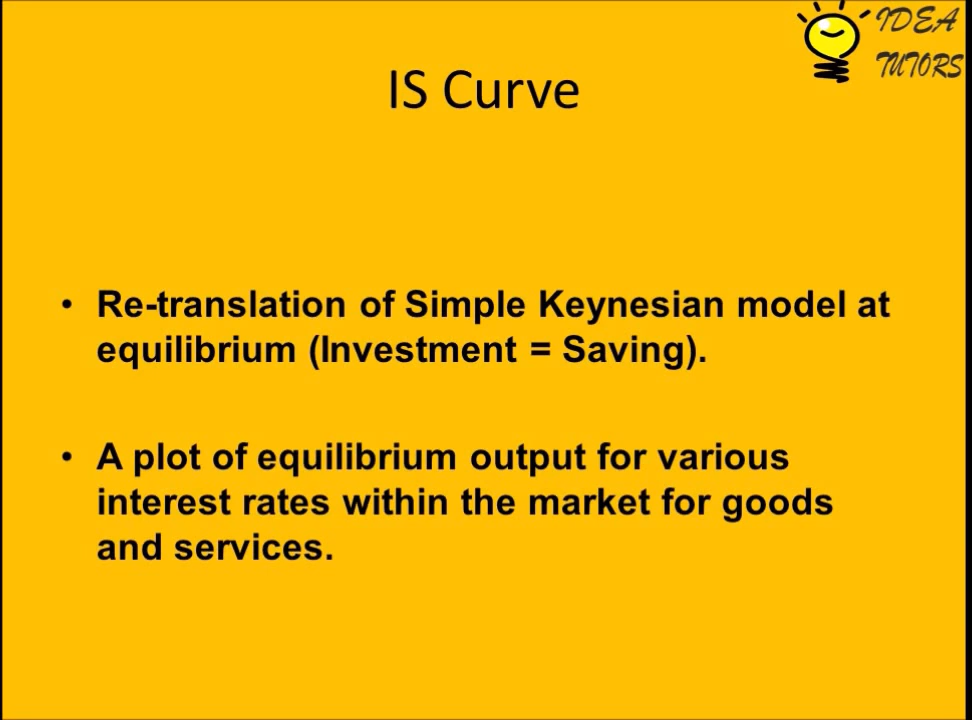 IDEA
TUTORS
IS Curve
• Re-translation of Simple Keynesian model at
equilibrium (Investment = Saving).
• A plot of equilibrium output for various
interest rates within the market for goods
and services.